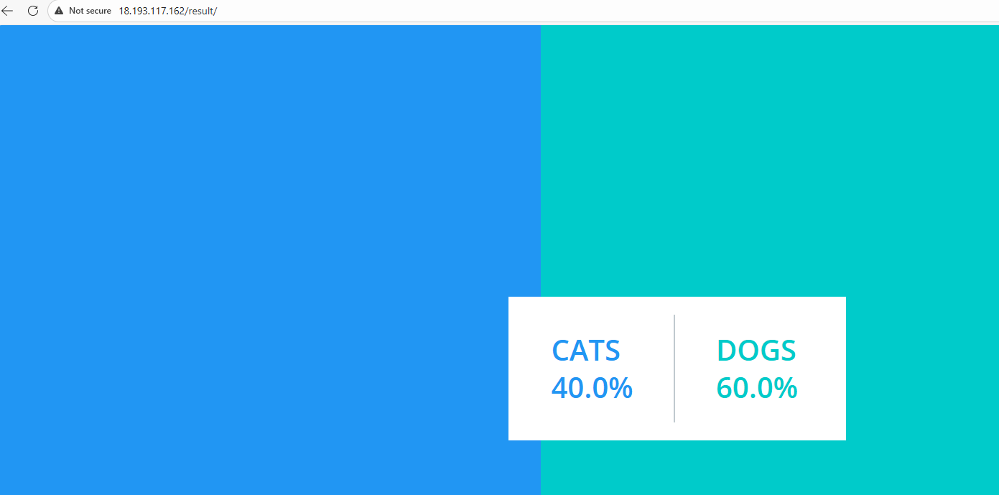 Not secure 18.193.117.162/result/
CATS
40.0%
DOGS
60.0%